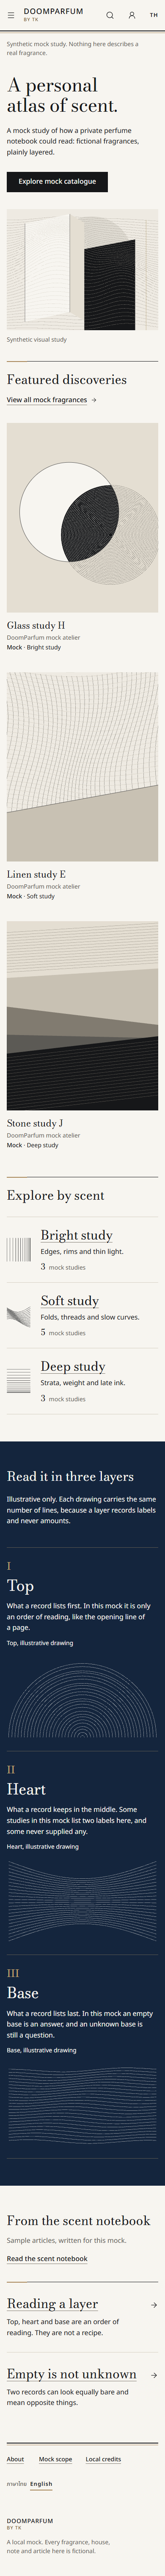 DOOMPARFUM
BY TK
TH
Synthetic mock study. Nothing here describes a
real fragrance.
A personal
atlas of scent.
A mock study of how a private perfume
notebook could read: fictional fragrances,
plainly layered.
Explore mock catalogue
Synthetic visual study
Featured discoveries
View all mock fragrances →
Glass study H
DoomParfum mock atelier
Mock · Bright study
Linen study E
DoomParfum mock atelier
Mock · Soft study
Stone study J
DoomParfum mock atelier
Mock · Deep study
Explore by scent
Bright study
Edges, rims and thin light.
3 mock studies
Soft study
Folds, threads and slow curves.
5 mock studies
Deep study
Strata, weight and late ink.
3 mock studies
Read it in three layers
Illustrative only. Each drawing carries the same
number of lines, because a layer records labels
and never amounts.
I
Top
What a record lists first. In this mock it is only
an order of reading, like the opening line of
a page.
Top, illustrative drawing
II
Heart
What a record keeps in the middle. Some
studies in this mock list two labels here, and
some never supplied any.
Heart, illustrative drawing
III
Base
What a record lists last. In this mock an empty
base is an answer, and an unknown base is
still a question.
Base, illustrative drawing
From the scent notebook
Sample articles, written for this mock.
Read the scent notebook
Reading a layer →
Top, heart and base are an order of
reading. They are not a recipe.
Empty is not unknown →
Two records can look equally bare and
mean opposite things.
About Mock scope Local credits
ภาษาไทย English
DOOMPARFUM
BY TK
A local mock. Every fragrance, house,
note and article here is fictional.